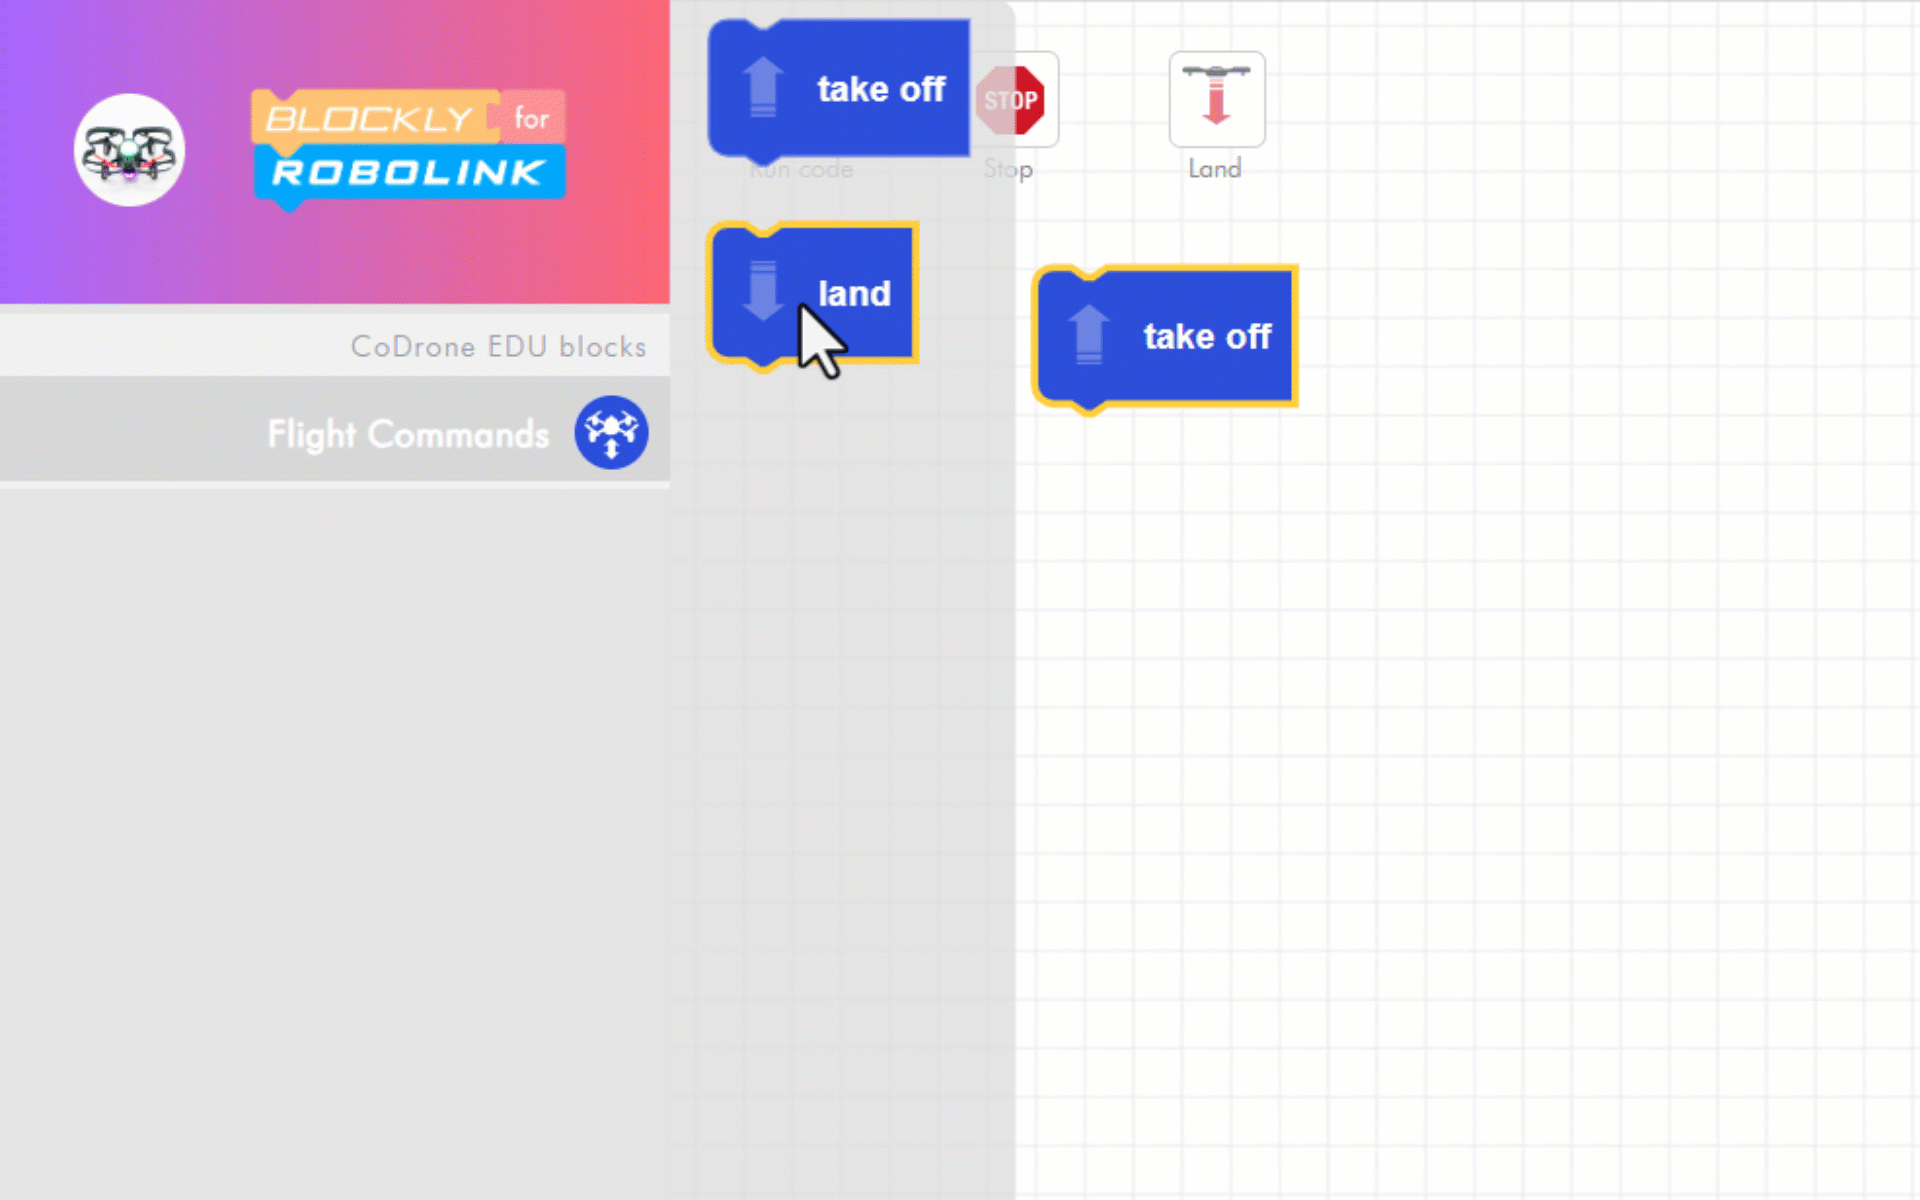 BLOCKLY for
ROBOLINK
CoDrone EDU blocks
Flight Commands
take off
land
STOP
Run code
Stop
Land
take off